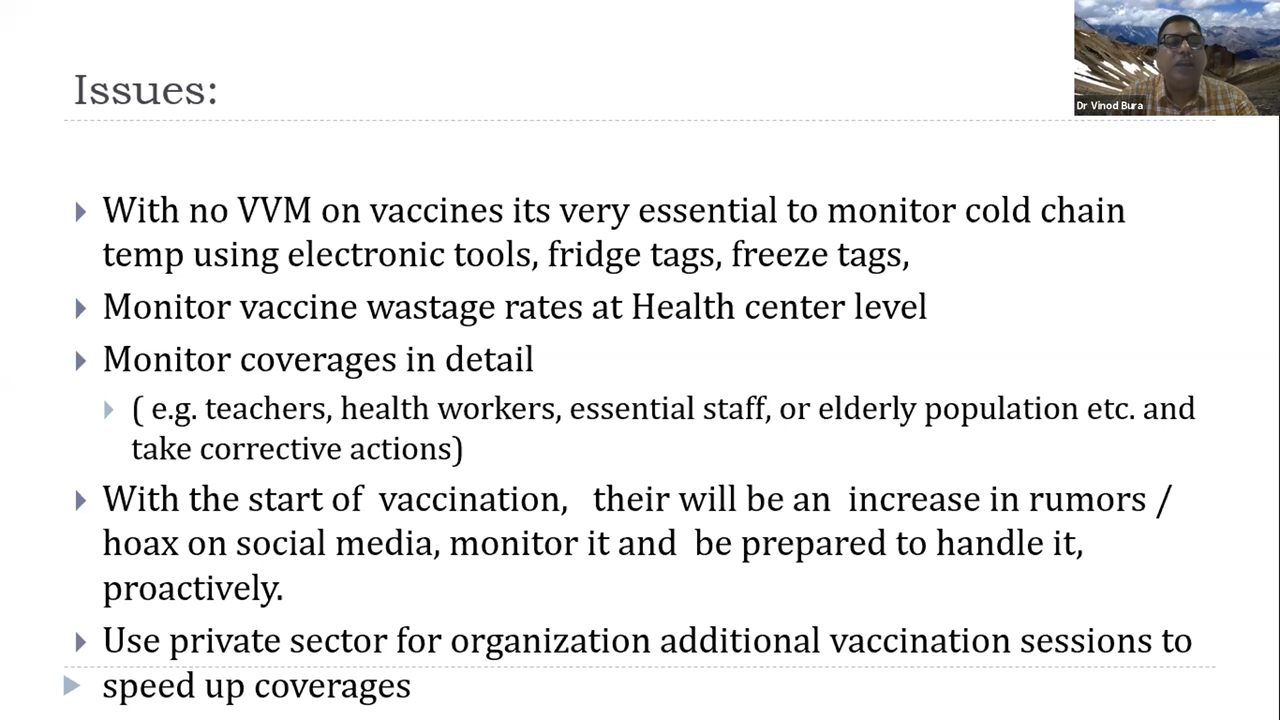 Issues:
Dr Vinod Bura
With no VVM on vaccines its very essential to monitor cold chain
temp using electronic tools, fridge tags, freeze tags,
Monitor vaccine wastage rates at Health center level
Monitor coverages in detail
( e.g. teachers, health workers, essential staff, or elderly population etc. and
take corrective actions)
With the start of  vaccination,   their will be an  increase in rumors /
hoax on social media, monitor it and  be prepared to handle it,
proactively.
Use private sector for organization additional vaccination sessions to
speed up coverages